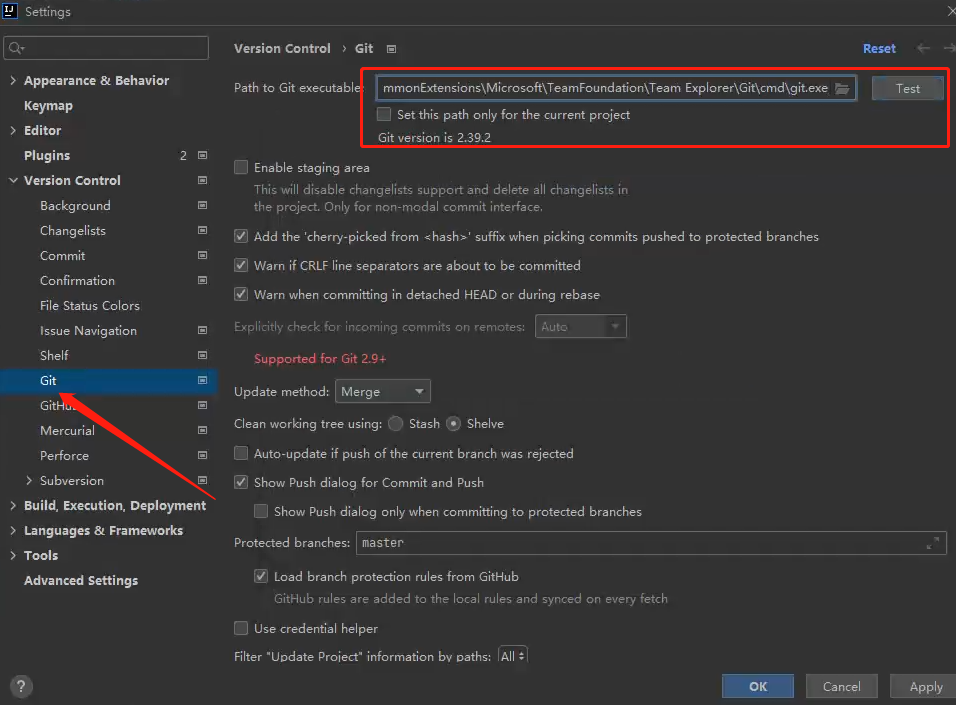 Settings
Version Control › Git
Reset
Appearance & Behavior
Keymap
Editor
Plugins 2
Version Control
Background
Changelists
Commit
Confirmation
File Status Colors
Issue Navigation
Shelf
Git
GitHub
Mercurial
Perforce
Subversion
Build, Execution, Deployment
Languages & Frameworks
Tools
Advanced Settings
Path to Git executable: mmonExtensions\Microsoft\TeamFoundation\Team Explorer\Git\cmd\git.exe Test
Set this path only for the current project
Git version is 2.39.2
Enable staging area
This will disable changelists support and delete all changelists in
the project. Only for non-modal commit interface.
Add the 'cherry-picked from <hash>' suffix when picking commits pushed to protected branches
Warn if CRLF line separators are about to be committed
Warn when committing in detached HEAD or during rebase
Explicitly check for incoming commits on remotes: Auto
Supported for Git 2.9+
Update method: Merge
Clean working tree using: Stash Shelve
Auto-update if push of the current branch was rejected
Show Push dialog for Commit and Push
Show Push dialog only when committing to protected branches
Protected branches: master
Load branch protection rules from GitHub
GitHub rules are added to the local rules and synced on every fetch
Use credential helper
Filter "Update Project" information by paths: All
? OK Cancel Apply